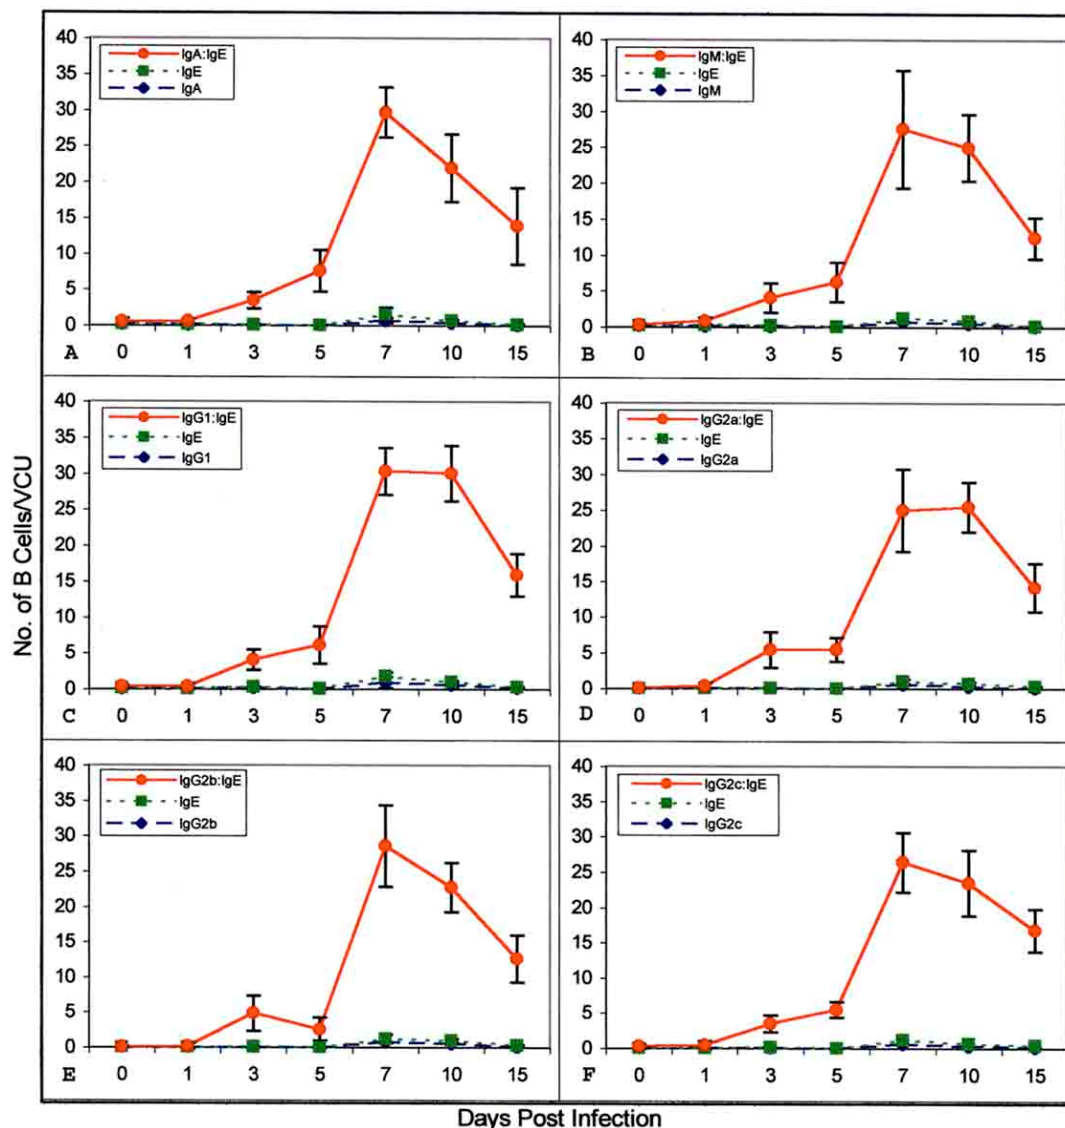 No. of B Cells/VCU
40
35
30
25
20
15
10
5
0
IgA:IgE
IgE
IgA
A
0 1 3 5 7 10 15
40
35
30
25
20
15
10
5
0
IgM:IgE
IgE
IgM
B
0 1 3 5 7 10 15
40
35
30
25
20
15
10
5
0
IgG1:IgE
IgE
IgG1
C
0 1 3 5 7 10 15
40
35
30
25
20
15
10
5
0
IgG2a:IgE
IgE
IgG2a
D
0 1 3 5 7 10 15
40
35
30
25
20
15
10
5
0
IgG2b:IgE
IgE
IgG2b
E
0 1 3 5 7 10 15
40
35
30
25
20
15
10
5
0
IgG2c:IgE
IgE
IgG2c
F
0 1 3 5 7 10 15
Days Post Infection